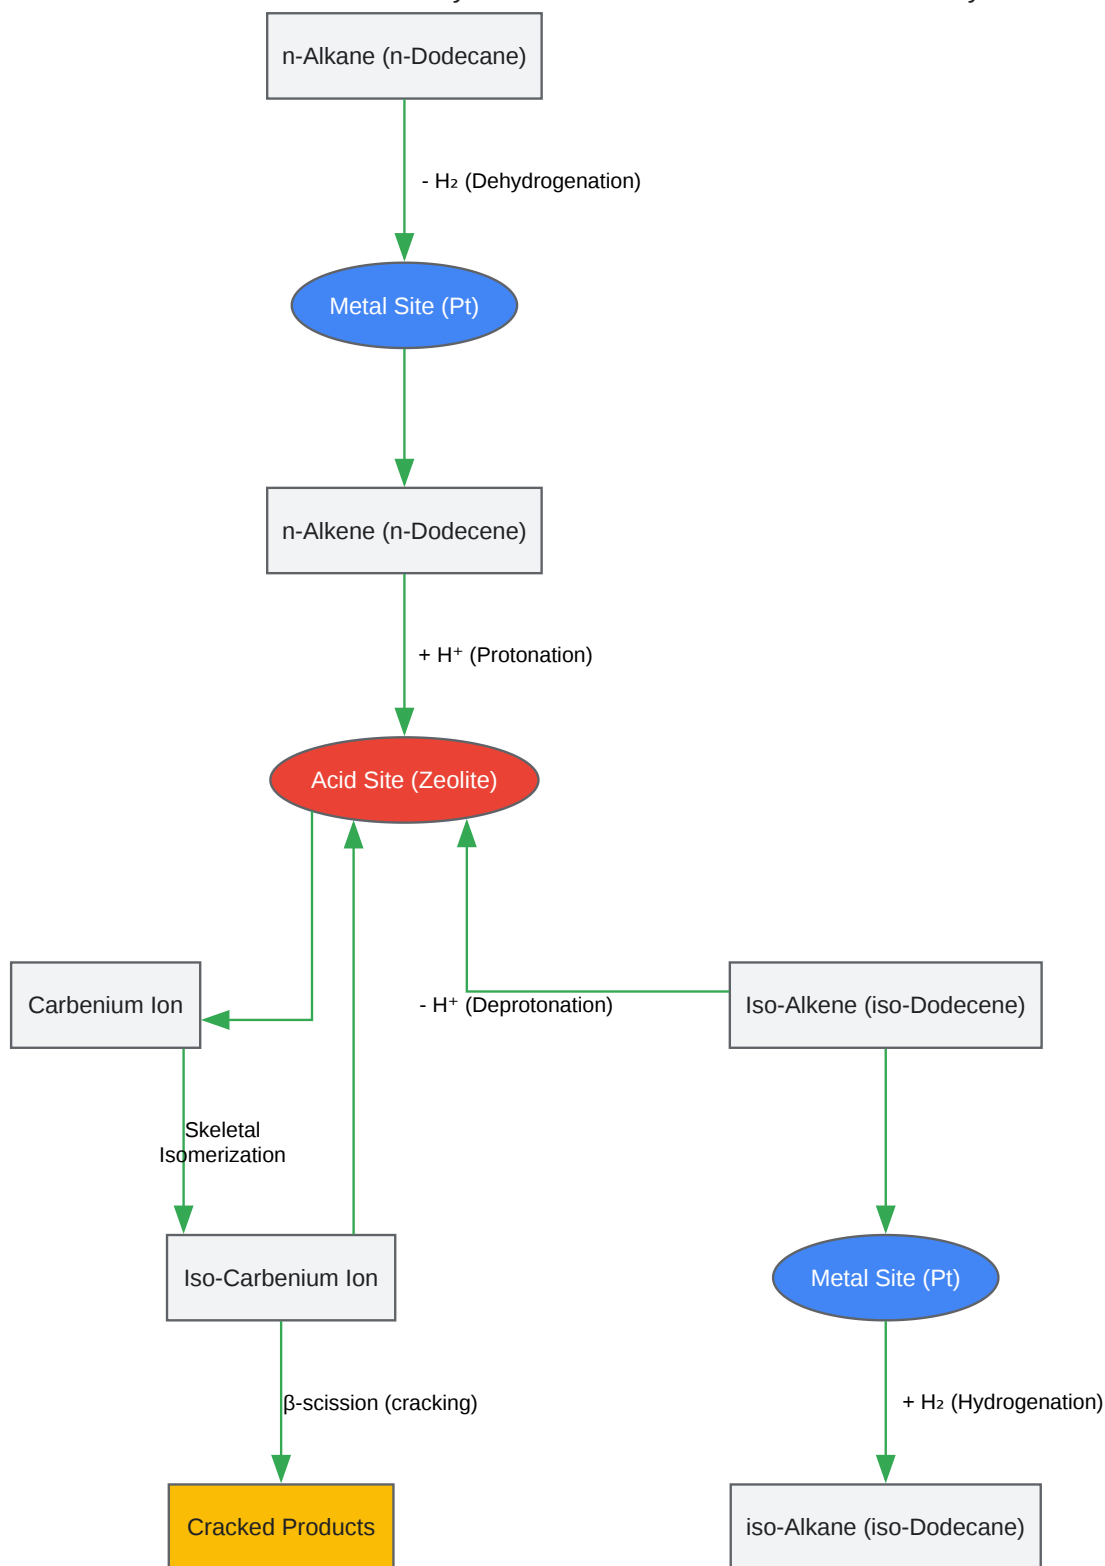 n-Alkane (n-Dodecane)
- H₂ (Dehydrogenation)
Metal Site (Pt)
n-Alkene (n-Dodecene)
+ H⁺ (Protonation)
Acid Site (Zeolite)
Carbenium Ion
- H⁺ (Deprotonation)
Iso-Alkene (iso-Dodecene)
Skeletal
Isomerization
Iso-Carbenium Ion
Metal Site (Pt)
β-scission (cracking)
+ H₂ (Hydrogenation)
Cracked Products
iso-Alkane (iso-Dodecane)